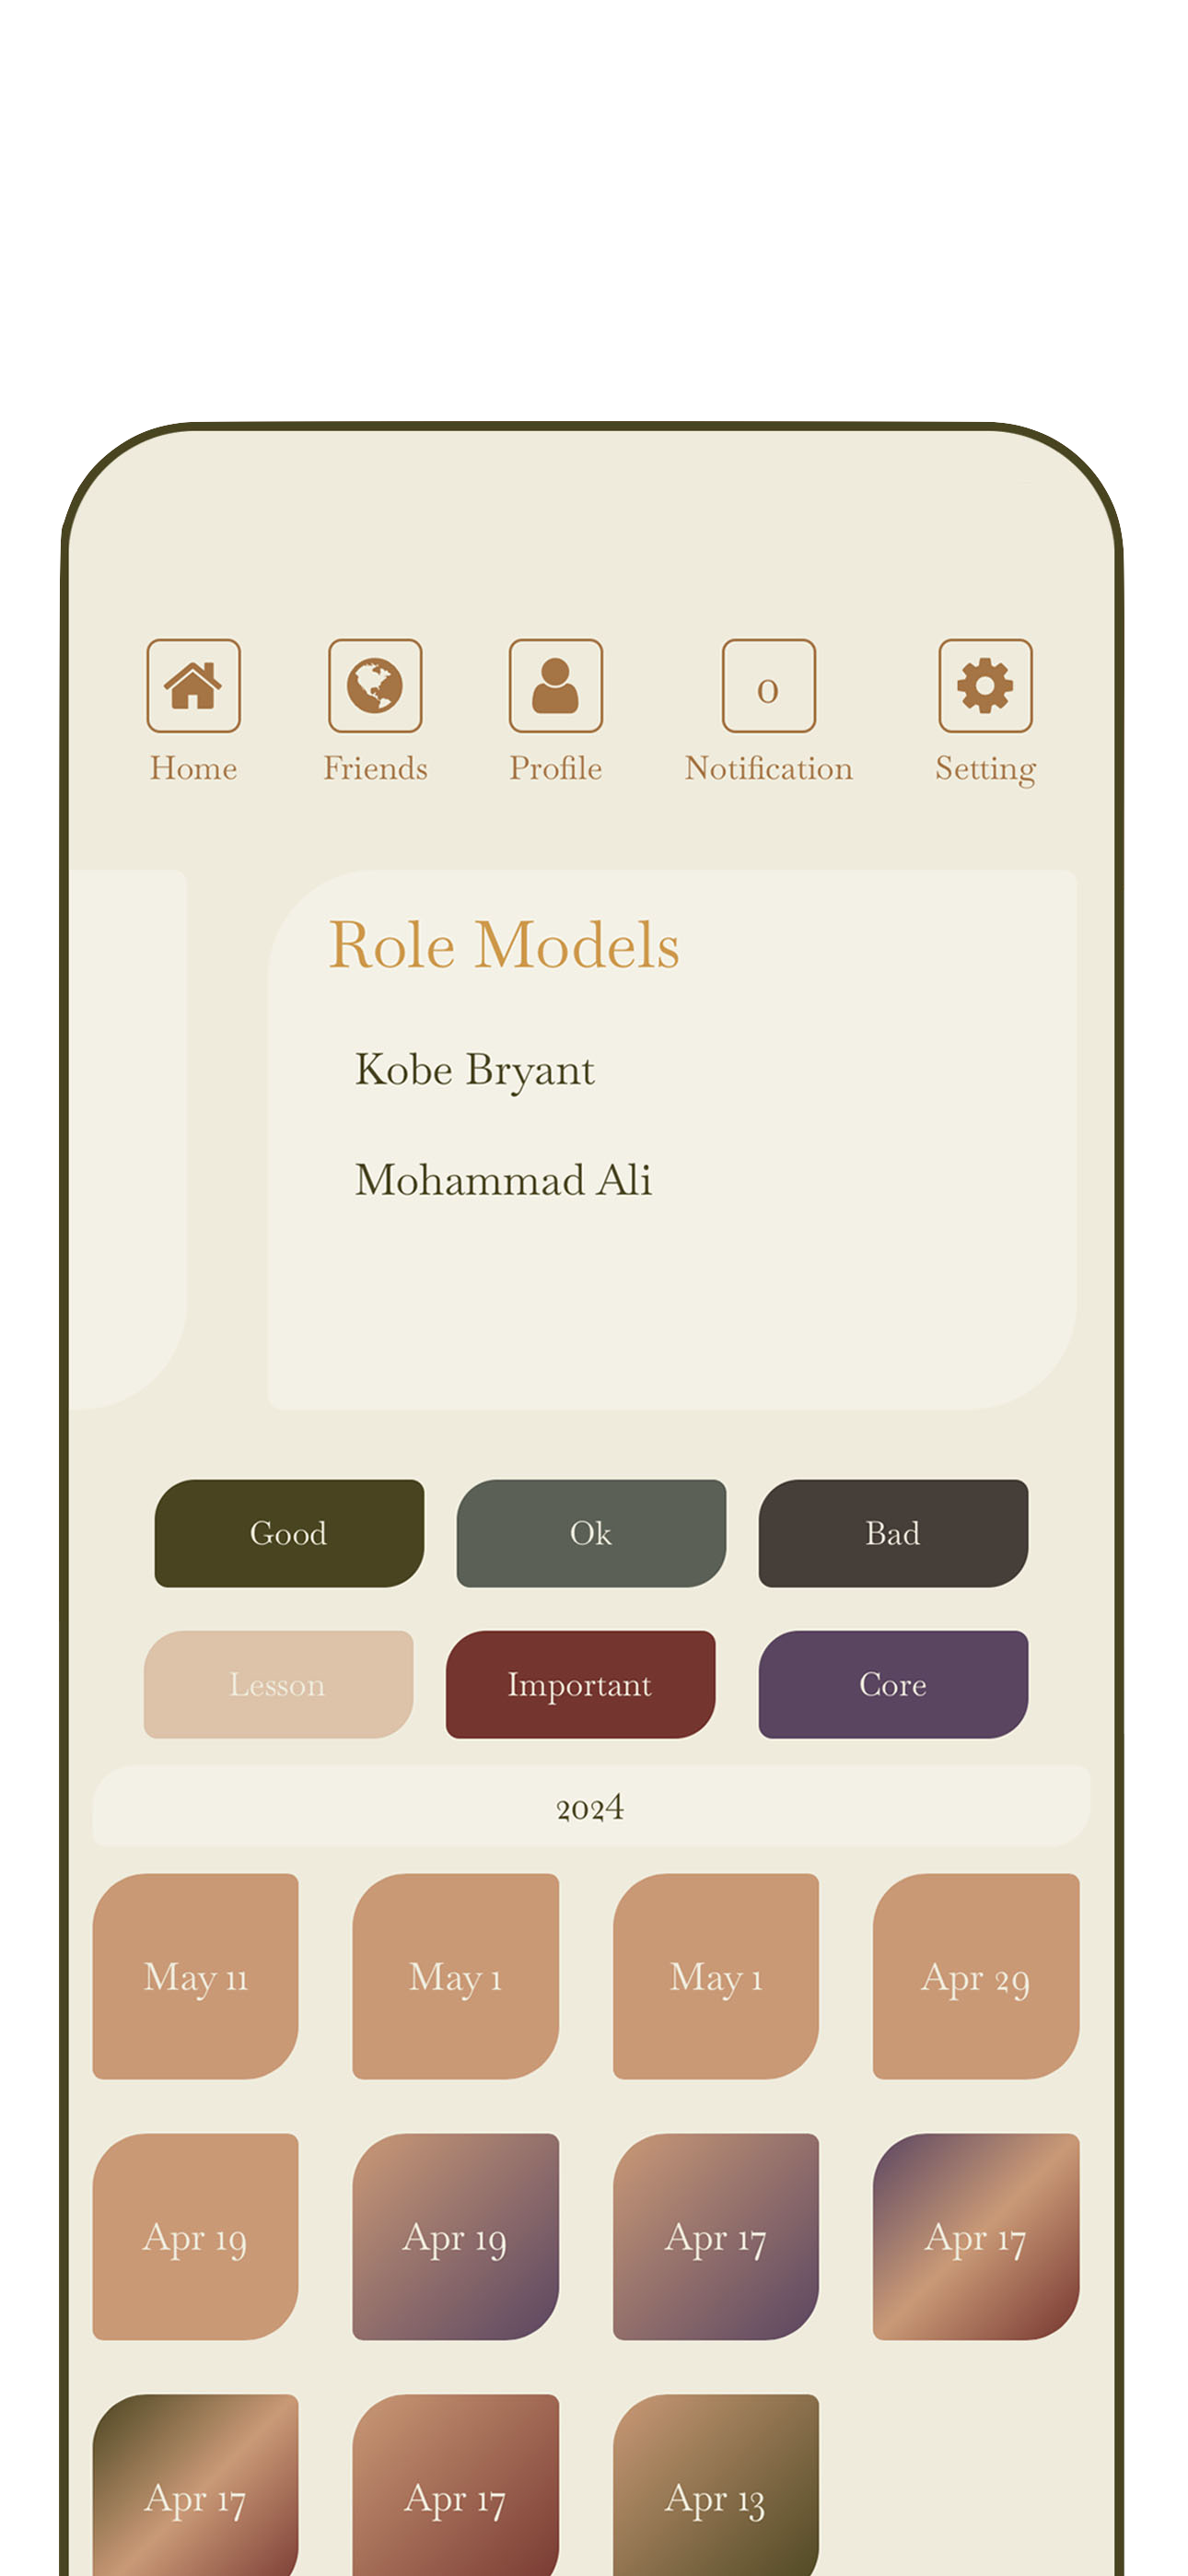 0
Home Friends Profile Notification Setting
Role Models
Kobe Bryant
Mohammad Ali
Good Ok Bad
Lesson Important Core
2024
May 11 May 1 May 1 Apr 29
Apr 19 Apr 19 Apr 17 Apr 17
Apr 17 Apr 17 Apr 13